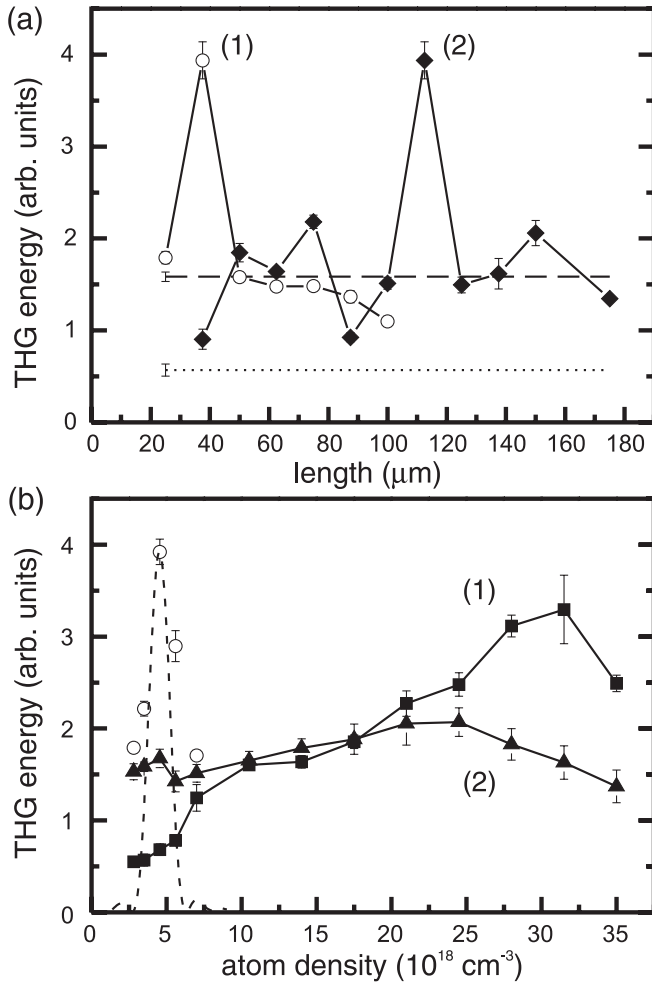 (a)
(1)
(2)
THG energy (arb. units)
4
3
2
1
0
0 20 40 60 80 100 120 140 160 180
length (μm)
(b)
(1)
(2)
THG energy (arb. units)
4
3
2
1
0
0 5 10 15 20 25 30 35
atom density (10¹⁸ cm⁻³)